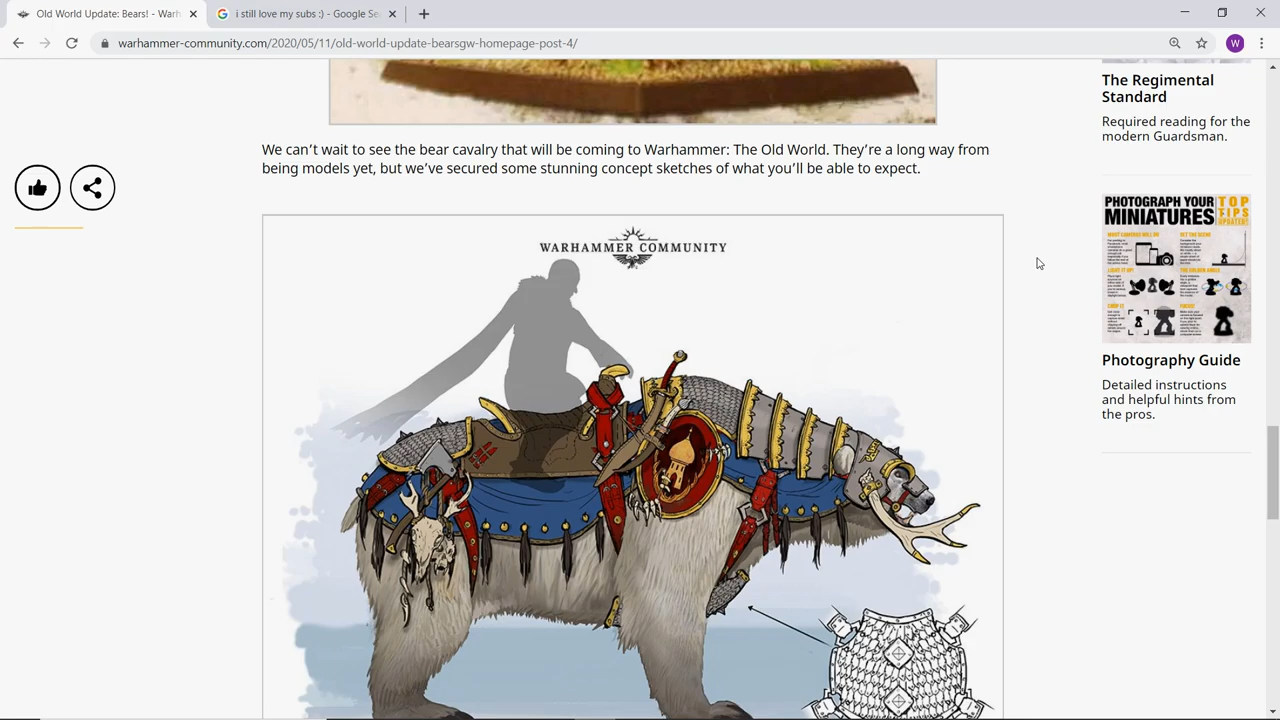 Old World Update: Bears! - Warh
i still love my subs :) - Google Se
warhammer-community.com/2020/05/11/old-world-update-bearsgw-homepage-post-4/
W
The Regimental
Standard
Required reading for the
modern Guardsman.
We can't wait to see the bear cavalry that will be coming to Warhammer: The Old World. They're a long way from
being models yet, but we've secured some stunning concept sketches of what you'll be able to expect.
WARHAMMER COMMUNITY
PHOTOGRAPH YOUR
MINIATURES
TOP
TIPS
Photography Guide
Detailed instructions
and helpful hints from
the pros.